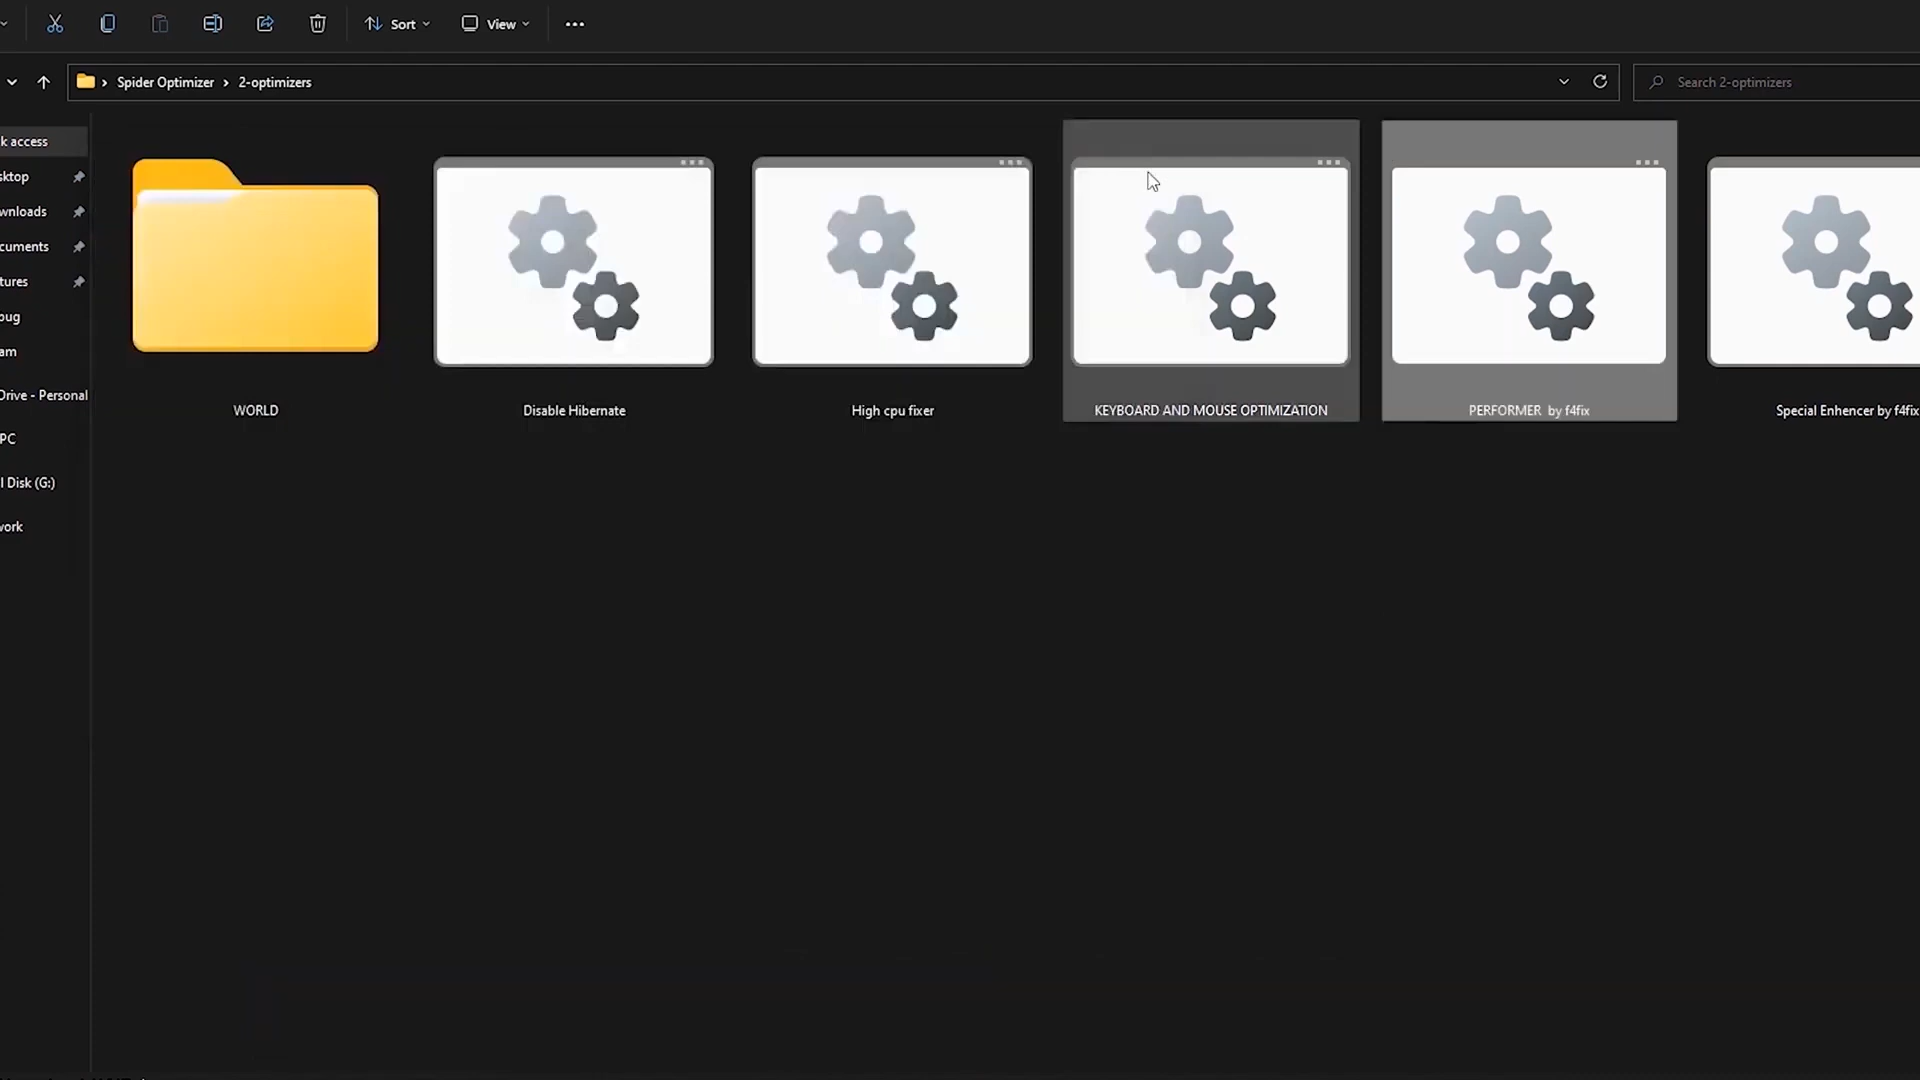 Sort
View
Spider Optimizer
2-optimizers
Search 2-optimizers
k access
sktop
wnloads
cuments
tures
oug
am
Drive - Personal
PC
l Disk (G:)
work
WORLD
Disable Hibernate
High cpu fixer
KEYBOARD AND MOUSE OPTIMIZATION
PERFORMER by f4fix
Special Enhencer by f4fix